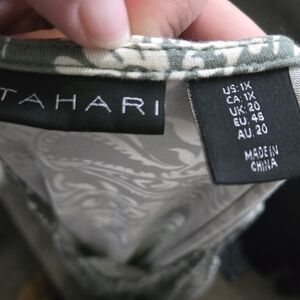 TAHARI
US: 1X
CA: 1X
UK: 20
EU: 48
AU: 20
MADE IN
CHINA